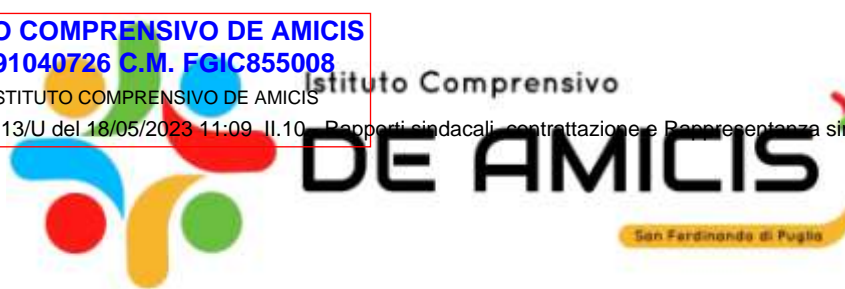 O COMPRENSIVO DE AMICIS
91040726 C.M. FGIC855008
STITUTO COMPRENSIVO DE AMICIS
13/U del 18/05/2023 11:09 II.10 - Rapporti sindacali, contrattazione e Rappresentanza sin
Istituto Comprensivo
DE AMICIS
San Ferdinando di Puglia